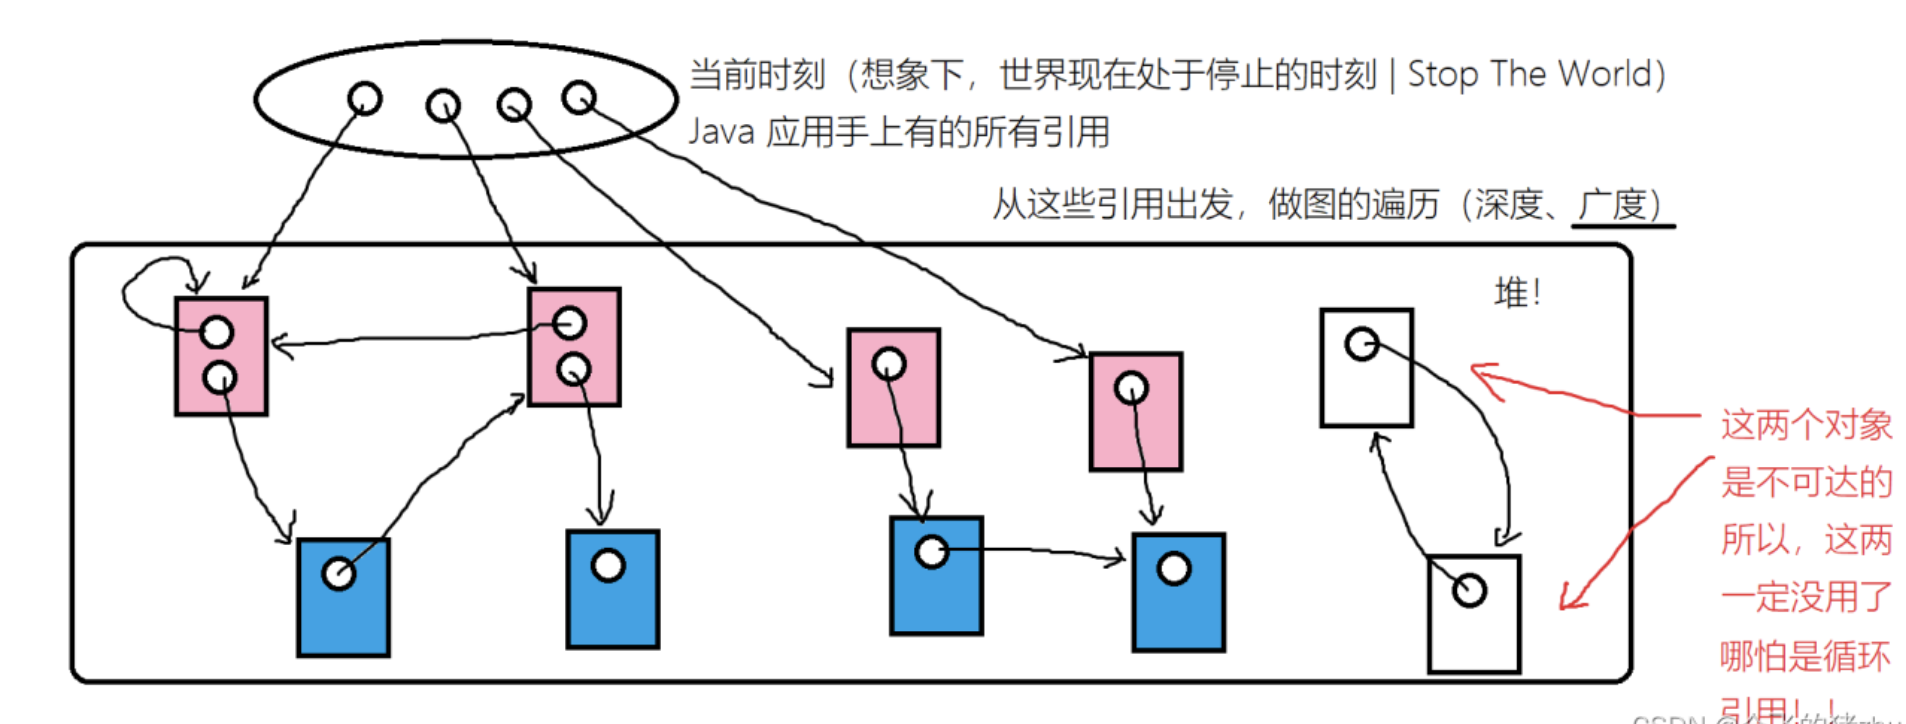 当前时刻（想象下，世界现在处于停止的时刻 | Stop The World）
Java 应用手上有的所有引用
从这些引用出发，做图的遍历（深度、广度）
堆！
这两个对象
是不可达的
所以，这两
一定没用了
哪怕是循环
引用！！
CSDN